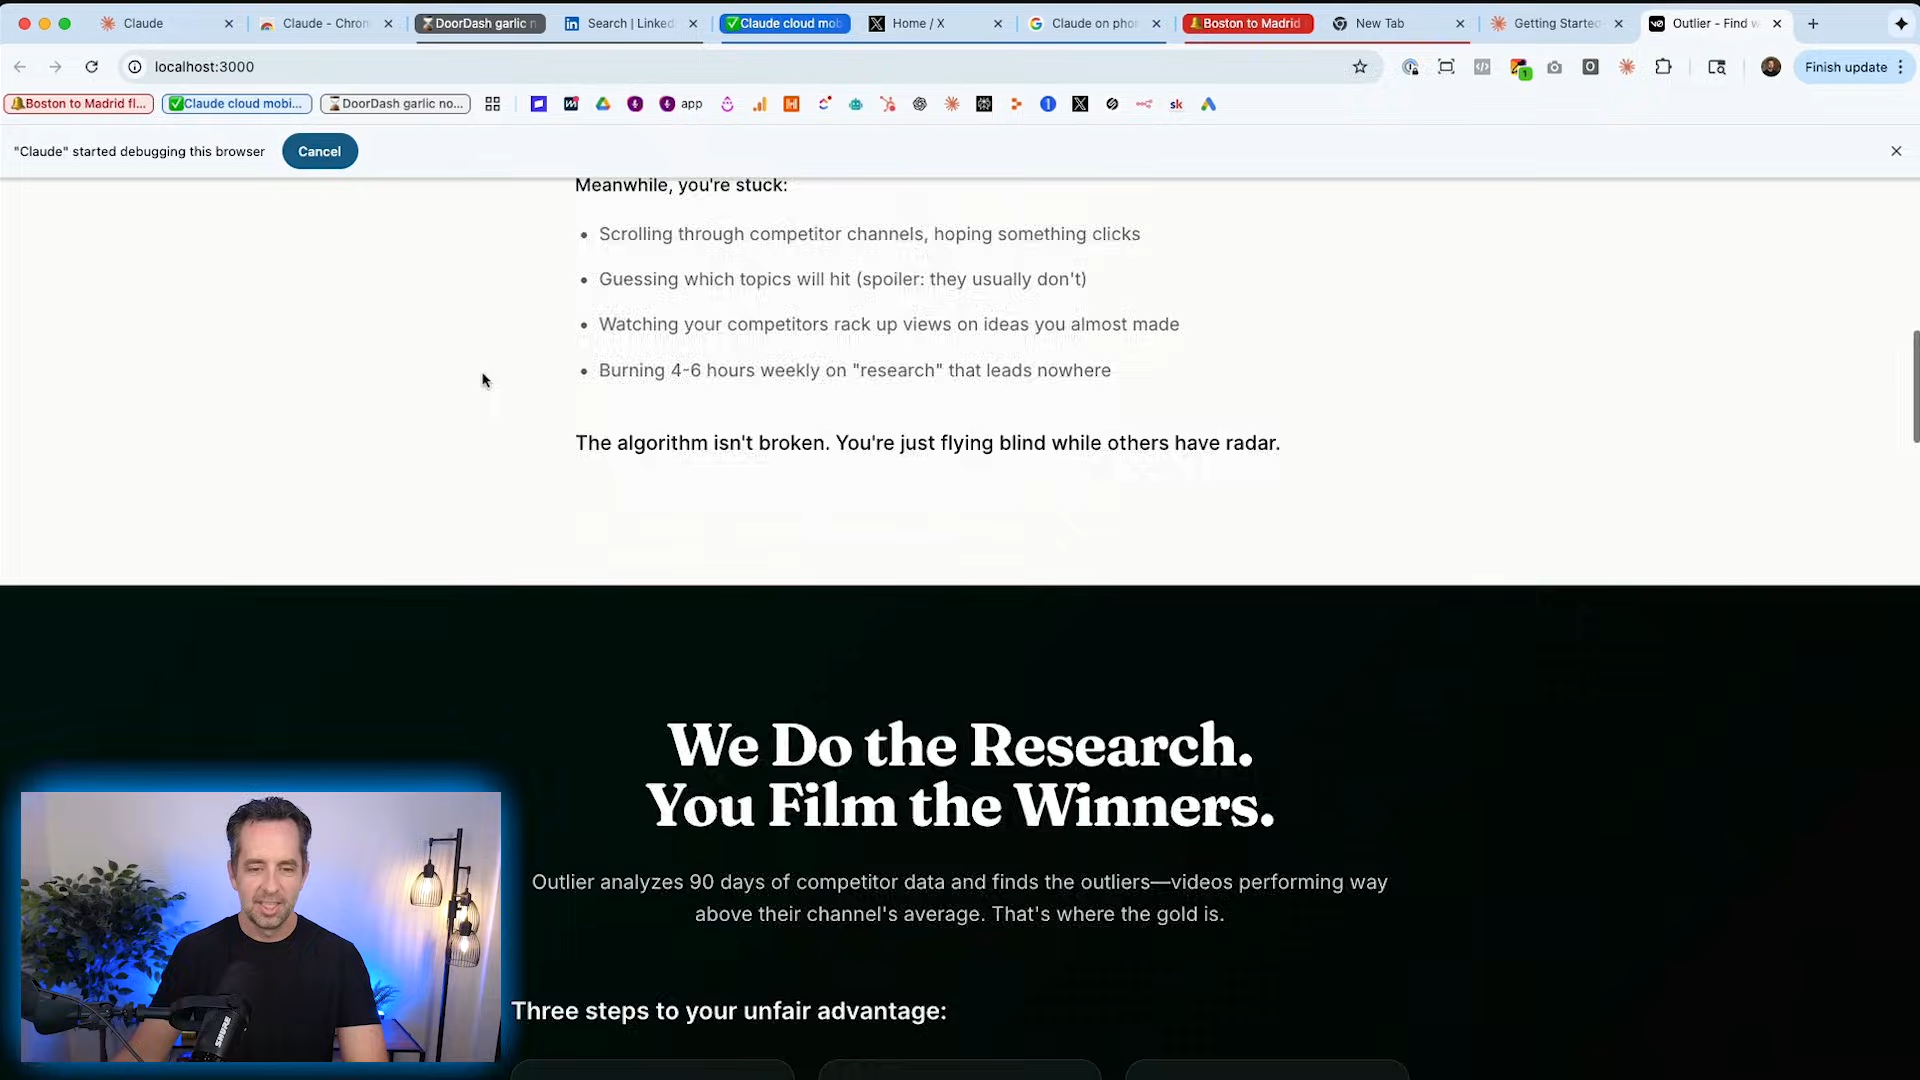 Claude
Claude - Chron
⌛DoorDash garlic n
Search | Linked
✅Claude cloud mob
Home / X
Claude on phon
🔔Boston to Madrid
New Tab
Getting Started
Outlier - Find w
localhost:3000
Finish update
🔔Boston to Madrid fl...
✅Claude cloud mobi...
⌛DoorDash garlic no...
app
sk
"Claude" started debugging this browser
Cancel
Meanwhile, you're stuck:
• Scrolling through competitor channels, hoping something clicks
• Guessing which topics will hit (spoiler: they usually don't)
• Watching your competitors rack up views on ideas you almost made
• Burning 4-6 hours weekly on "research" that leads nowhere
The algorithm isn't broken. You're just flying blind while others have radar.
We Do the Research.
You Film the Winners.
Outlier analyzes 90 days of competitor data and finds the outliers—videos performing way
above their channel's average. That's where the gold is.
Three steps to your unfair advantage:
SHURE